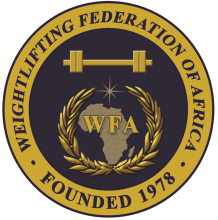 WEIGHTLIFTING FEDERATION OF AFRICA
WFA
· FOUNDED 1978 ·